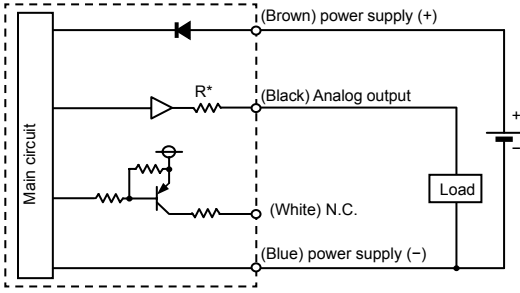 (Brown) power supply (+)
R*
(Black) Analog output
+
−
Main circuit
Load
(White) N.C.
(Blue) power supply (−)